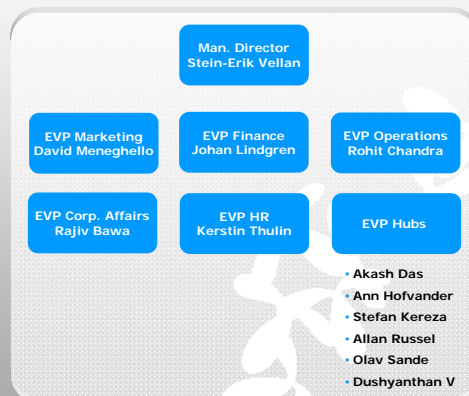 Man. Director
Stein-Erik Vellan
EVP Marketing
David Meneghello
EVP Finance
Johan Lindgren
EVP Operations
Rohit Chandra
EVP Corp. Affairs
Rajiv Bawa
EVP HR
Kerstin Thulin
EVP Hubs
• Akash Das
• Ann Hofvander
• Stefan Kereza
• Allan Russel
• Olav Sande
• Dushyanthan V